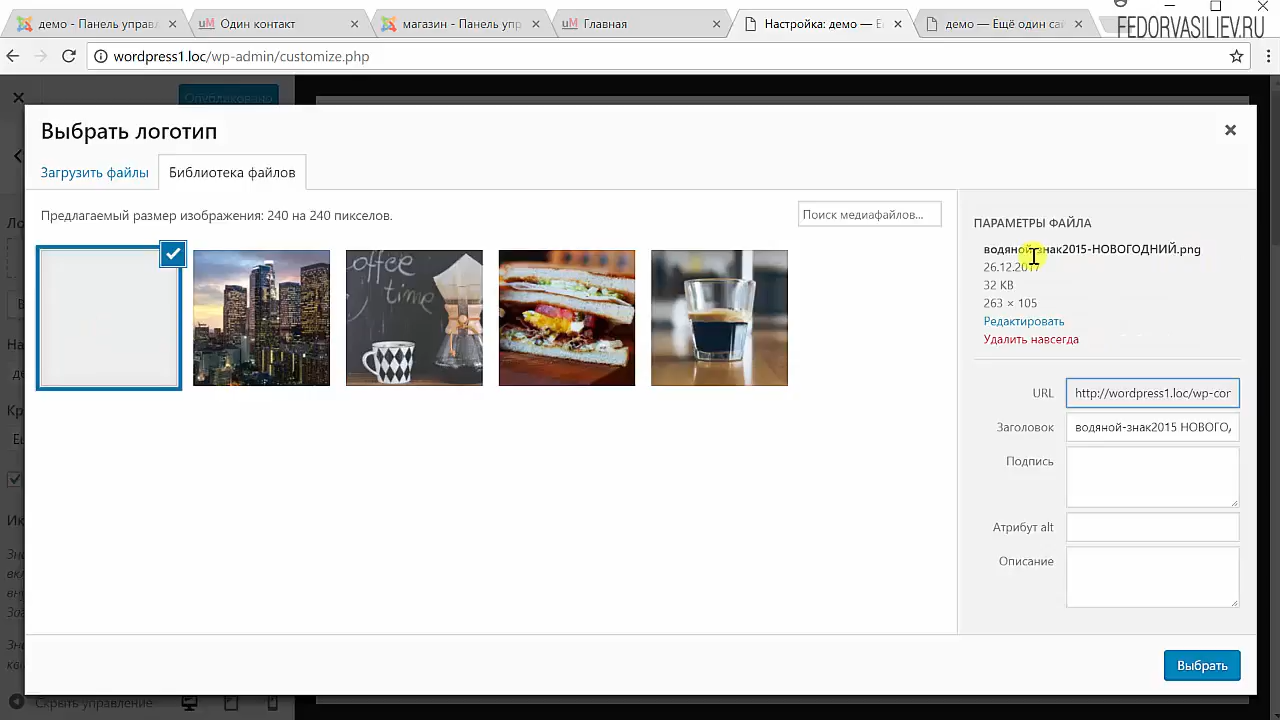 демо - Панель управл
Один контакт
магазин - Панель упр
Главная
Настройка: демо — Е
демо — Ещё один са
FEDORVASILIEV.RU
wordpress1.loc/wp-admin/customize.php
Опубликовано
Выбрать логотип
Загрузить файлы
Библиотека файлов
Предлагаемый размер изображения: 240 на 240 пикселов.
Поиск медиафайлов...
coffee
time
ПАРАМЕТРЫ ФАЙЛА
водяной-знак2015-НОВОГОДНИЙ.png
26.12.2017
32 KB
263 × 105
Редактировать
Удалить навсегда
URL
http://wordpress1.loc/wp-cor
Заголовок
водяной-знак2015 НОВОГО
Подпись
Атрибут alt
Описание
Выбрать
Скрыть управление